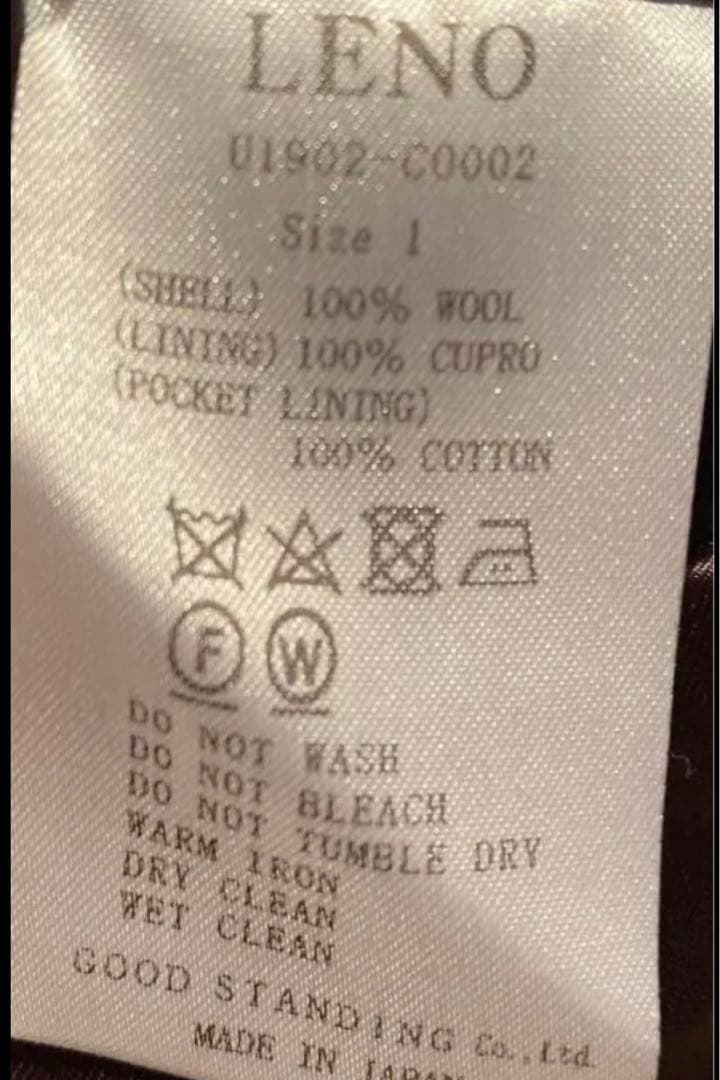 LENO
U1902-C0002
Size 1
(SHELL) 100% WOOL
(LINING) 100% CUPRO
(POCKET LINING)
100% COTTON
F W
DO NOT WASH
DO NOT BLEACH
DO NOT TUMBLE DRY
WARM IRON
DRY CLEAN
WET CLEAN
GOOD STANDING Co.,Ltd.
MADE IN JAPAN